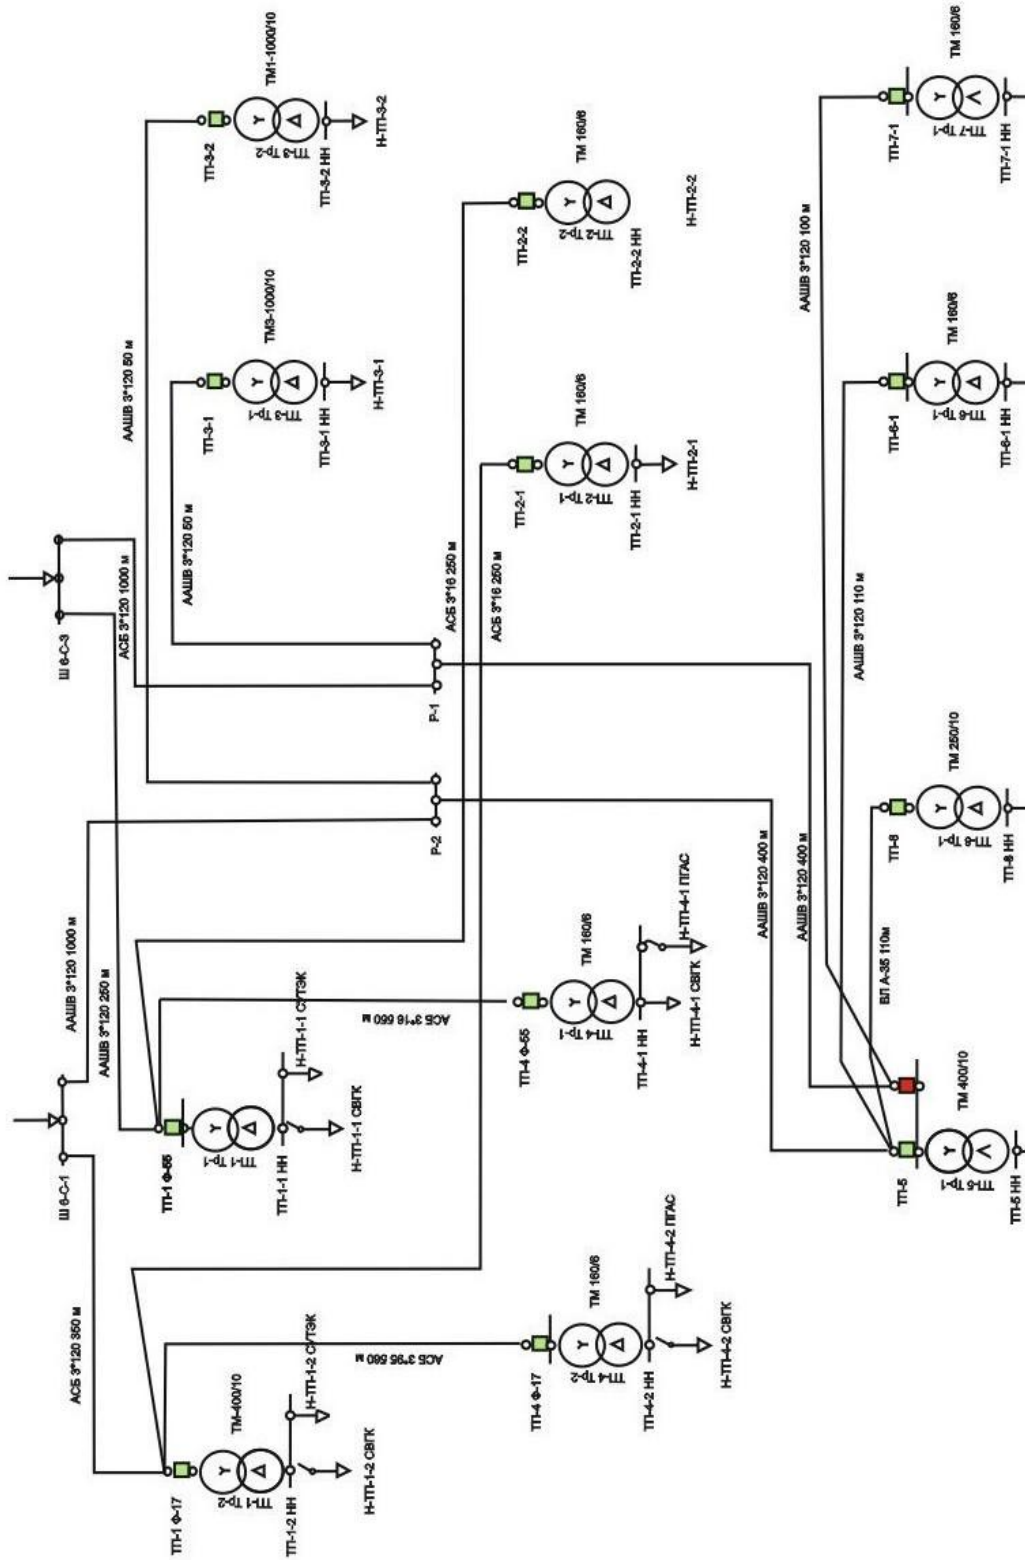 Ш 6-С-1
Ш 6-С-3
АСБ 3*120 350 м
ААШВ 3*120 1000 м
ААШВ 3*120 250 м
АСБ 3*120 1000 м
ААШВ 3*120 50 м
ААШВ 3*120 50 м
ТП-3-1
ТМ3-1000/10
ТП-3 Тр-1
ТП-3-1 НН
Н-ТП-3-1
ТП-3-2
ТМ1-1000/10
ТП-3 Тр-2
ТП-3-2 НН
Н-ТП-3-2
ТП-1 Ф-17
ТМ-400/10
ТП-1 Тр-2
ТП-1-2 НН
Н-ТП-1-2 СУТЭК
Н-ТП-1-2 СВГК
ТП-1 Ф-55
ТП-1 Тр-1
ТП-1-1 НН
Н-ТП-1-1 СУТЭК
Н-ТП-1-1 СВГК
Р-2
Р-1
АСБ 3*16 250 м
АСБ 3*16 250 м
ТП-2-1
ТМ 160/6
ТП-2 Тр-1
ТП-2-1 НН
Н-ТП-2-1
ТП-2-2
ТМ 160/6
ТП-2 Тр-2
ТП-2-2 НН
Н-ТП-2-2
АСБ 3*95 560 м
ТП-4 Ф-17
ТМ 160/6
ТП-4 Тр-2
ТП-4-2 НН
Н-ТП-4-2 ПГАС
Н-ТП-4-2 СВГК
АСБ 3*16 560 м
ТП-4 Ф-55
ТМ 160/6
ТП-4 Тр-1
ТП-4-1 НН
Н-ТП-4-1 ПГАС
Н-ТП-4-1 СВГК
ААШВ 3*120 400 м
ААШВ 3*120 400 м
ВЛ А-35 110м
ААШВ 3*120 110 м
ААШВ 3*120 100 м
ТП-5
ТМ 400/10
ТП-5 Тр-1
ТП-5 НН
ТП-8
ТМ 250/10
ТП-8 Тр-1
ТП-8 НН
ТП-6-1
ТМ 160/6
ТП-6 Тр-1
ТП-6-1 НН
ТП-7-1
ТМ 160/6
ТП-7 Тр-1
ТП-7-1 НН